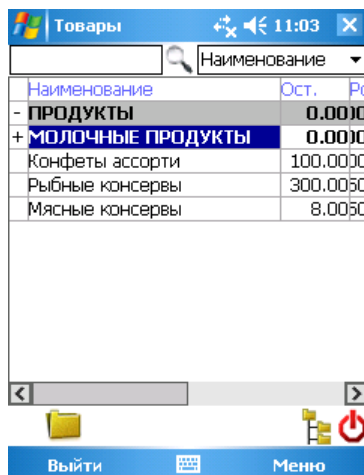 Товары 11:03
Наименование
Наименование Ост.
- ПРОДУКТЫ 0.00
+ МОЛОЧНЫЕ ПРОДУКТЫ 0.00
Конфеты ассорти 100.00
Рыбные консервы 300.00
Мясные консервы 8.00
Выйти Меню